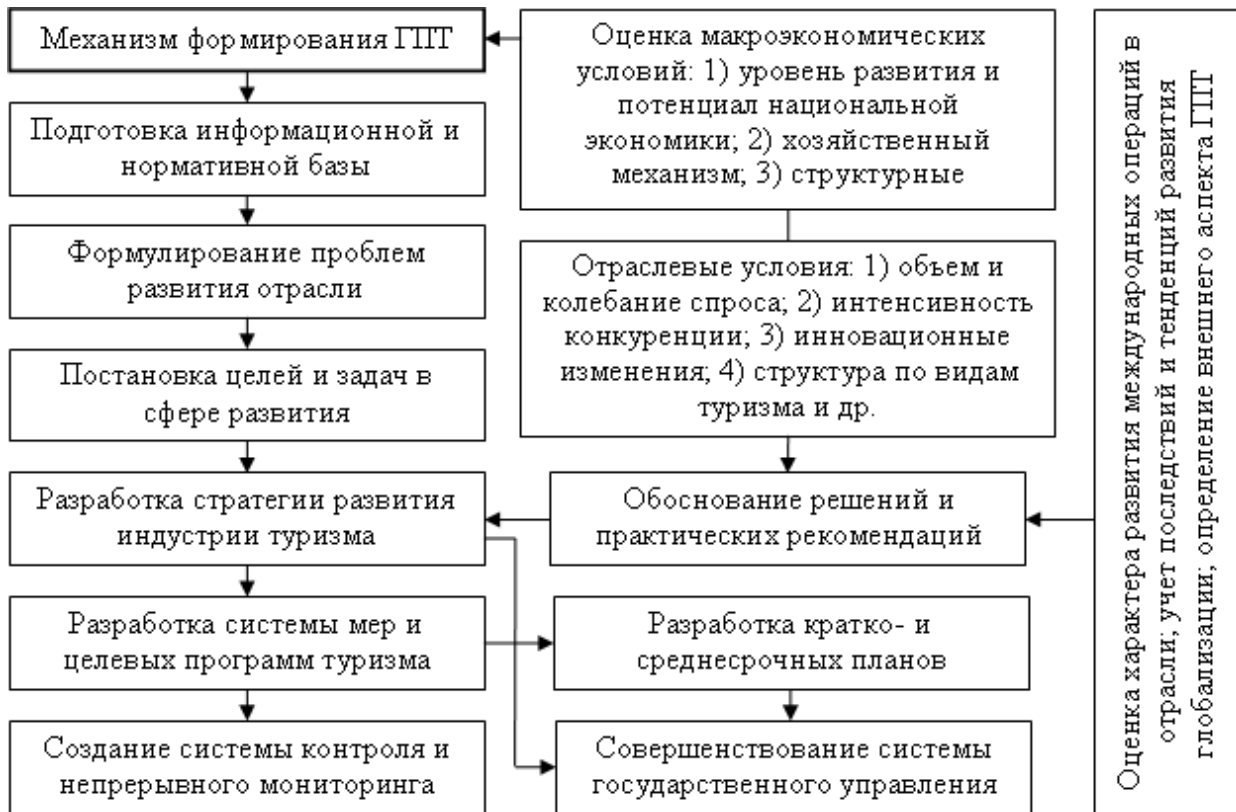 Механизм формирования ГПТ
Подготовка информационной и
нормативной базы
Формулирование проблем
развития отрасли
Постановка целей и задач в
сфере развития
Разработка стратегии развития
индустрии туризма
Разработка системы мер и
целевых программ туризма
Создание системы контроля и
непрерывного мониторинга
Оценка макроэкономических
условий: 1) уровень развития и
потенциал национальной
экономики; 2) хозяйственный
механизм; 3) структурные
Отраслевые условия: 1) объем и
колебание спроса; 2) интенсивность
конкуренции; 3) инновационные
изменения; 4) структура по видам
туризма и др.
Обоснование решений и
практических рекомендаций
Разработка кратко- и
среднесрочных планов
Совершенствование системы
государственного управления
Оценка характера развития международных операций в
отрасли; учет последствий и тенденций развития
глобализации; определение внешнего аспекта ГПТ